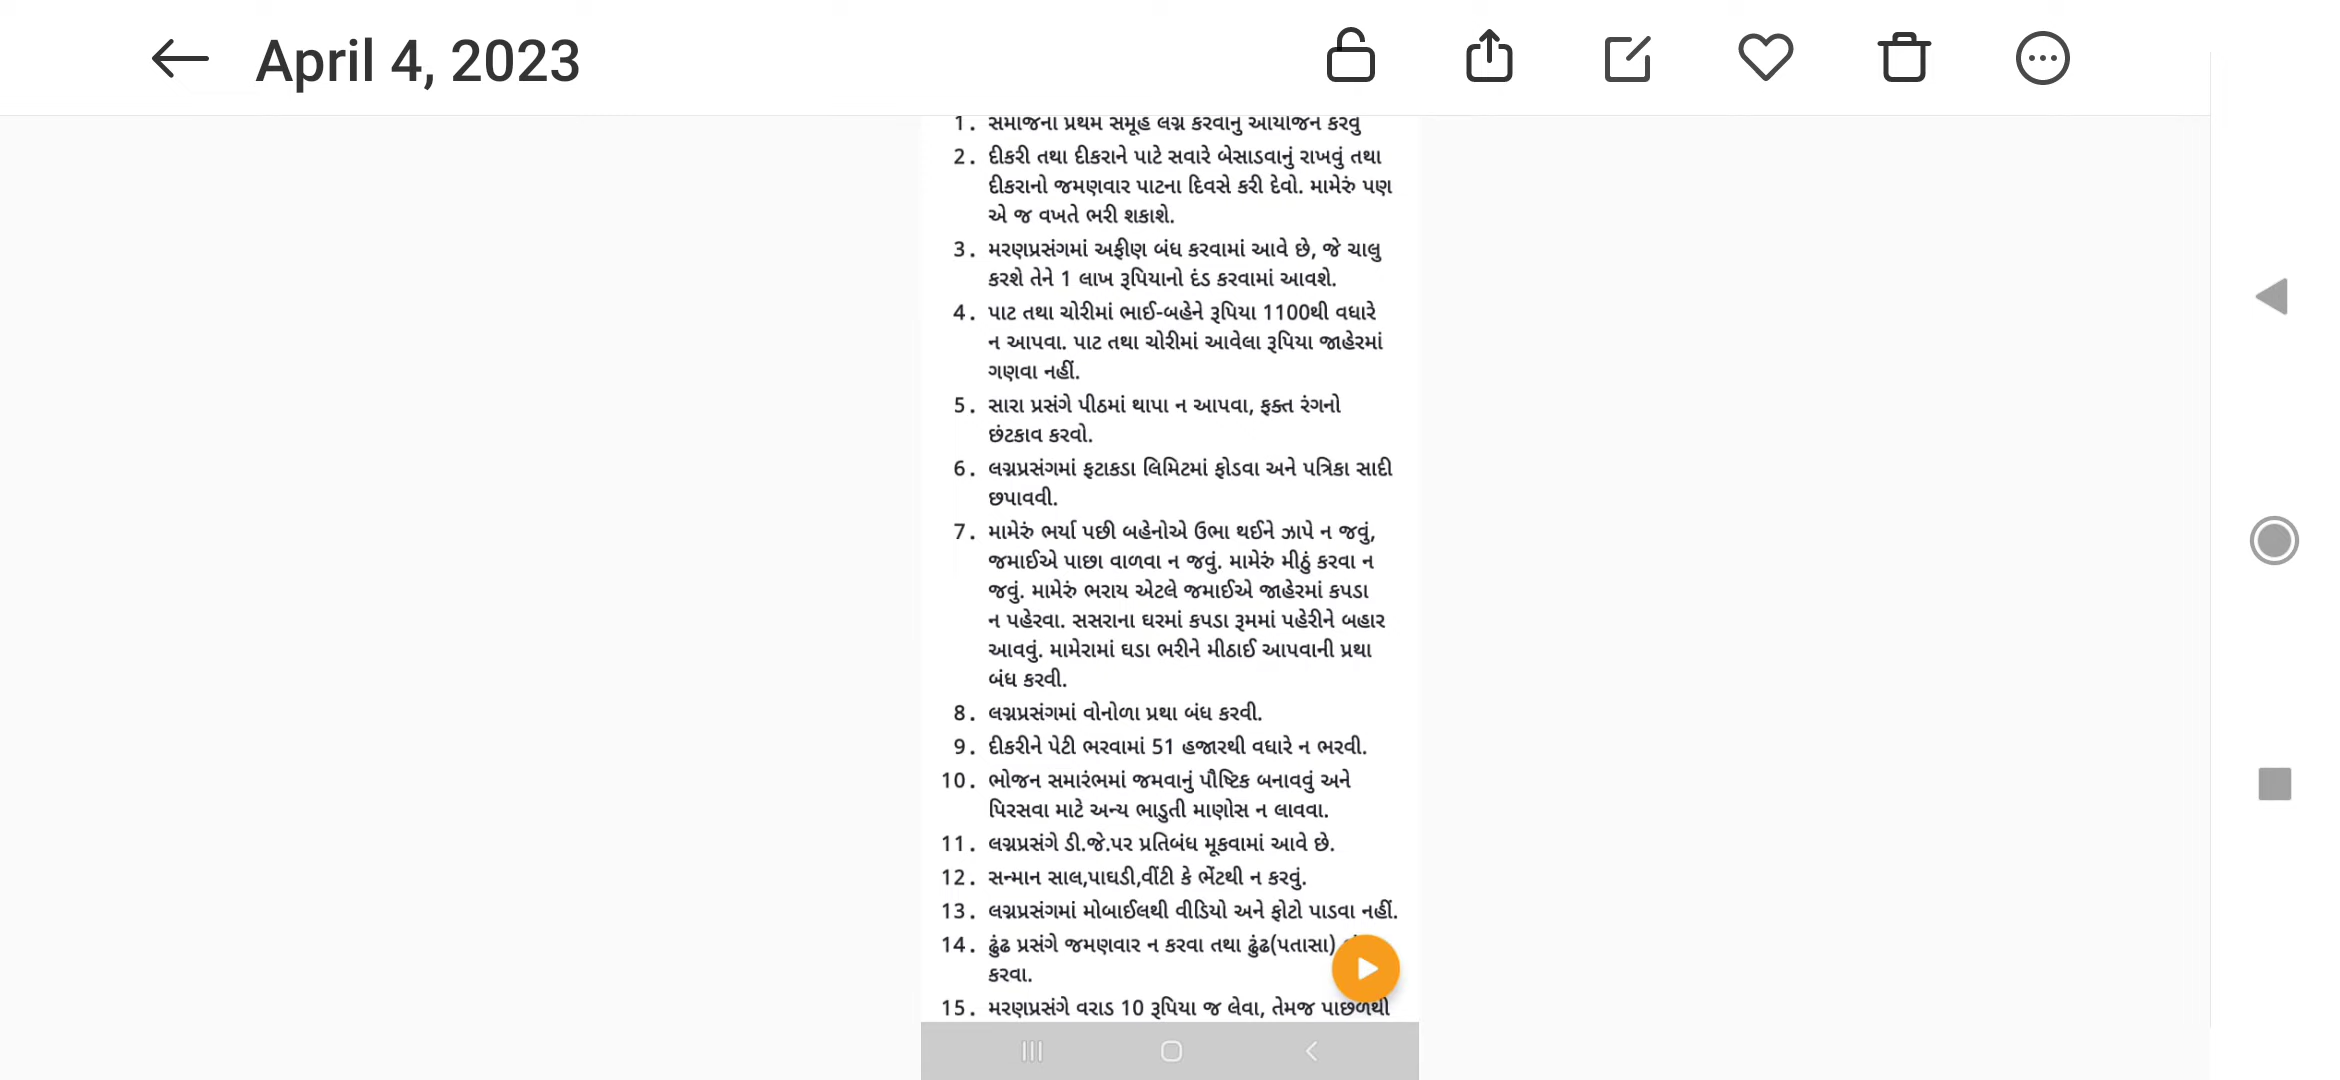 April 4, 2023
1. સમાજના પ્રથમ સમૂહ લગ્ન કરવાનું આયોજન કરવું
2. દીકરી તથા દીકરાને પાટે સવારે બેસાડવાનું રાખવું તથા
દીકરાનો જમણવાર પાટના દિવસે કરી દેવો. મામેરું પણ
એ જ વખતે ભરી શકાશે.
3. મરણપ્રસંગમાં અફીણ બંધ કરવામાં આવે છે, જે ચાલુ
કરશે તેને 1 લાખ રૂપિયાનો દંડ કરવામાં આવશે.
4. પાટ તથા ચોરીમાં ભાઈ-બહેને રૂપિયા 1100થી વધારે
ન આપવા. પાટ તથા ચોરીમાં આવેલા રૂપિયા જાહેરમાં
ગણવા નહીં.
5. સારા પ્રસંગે પીઠમાં થાપા ન આપવા, ફક્ત રંગનો
છંટકાવ કરવો.
6. લગ્નપ્રસંગમાં ફટાકડા લિમિટમાં ફોડવા અને પત્રિકા સાદી
છપાવવી.
7. મામેરું ભર્યા પછી બહેનોએ ઉભા થઈને ઝાપે ન જવું,
જમાઈએ પાછા વાળવા ન જવું. મામેરું મીઠું કરવા ન
જવું. મામેરું ભરાય એટલે જમાઈએ જાહેરમાં કપડા
ન પહેરવા. સસરાના ઘરમાં કપડા રૂમમાં પહેરીને બહાર
આવવું. મામેરામાં ઘડા ભરીને મીઠાઈ આપવાની પ્રથા
બંધ કરવી.
8. લગ્નપ્રસંગમાં વોનોળા પ્રથા બંધ કરવી.
9. દીકરીને પેટી ભરવામાં 51 હજારથી વધારે ન ભરવી.
10. ભોજન સમારંભમાં જમવાનું પૌષ્ટિક બનાવવું અને
પિરસવા માટે અન્ય ભાડુતી માણોસ ન લાવવા.
11. લગ્નપ્રસંગે ડી.જે.પર પ્રતિબંધ મૂકવામાં આવે છે.
12. સન્માન સાલ,પાઘડી,વીંટી કે ભેંટથી ન કરવું.
13. લગ્નપ્રસંગમાં મોબાઈલથી વીડિયો અને ફોટો પાડવા નહીં.
14. ઢુંઢ પ્રસંગે જમણવાર ન કરવા તથા ઢુંઢ(પતાસા)
કરવા.
15. મરણપ્રસંગે વરાડ 10 રૂપિયા જ લેવા, તેમજ પાછળથી